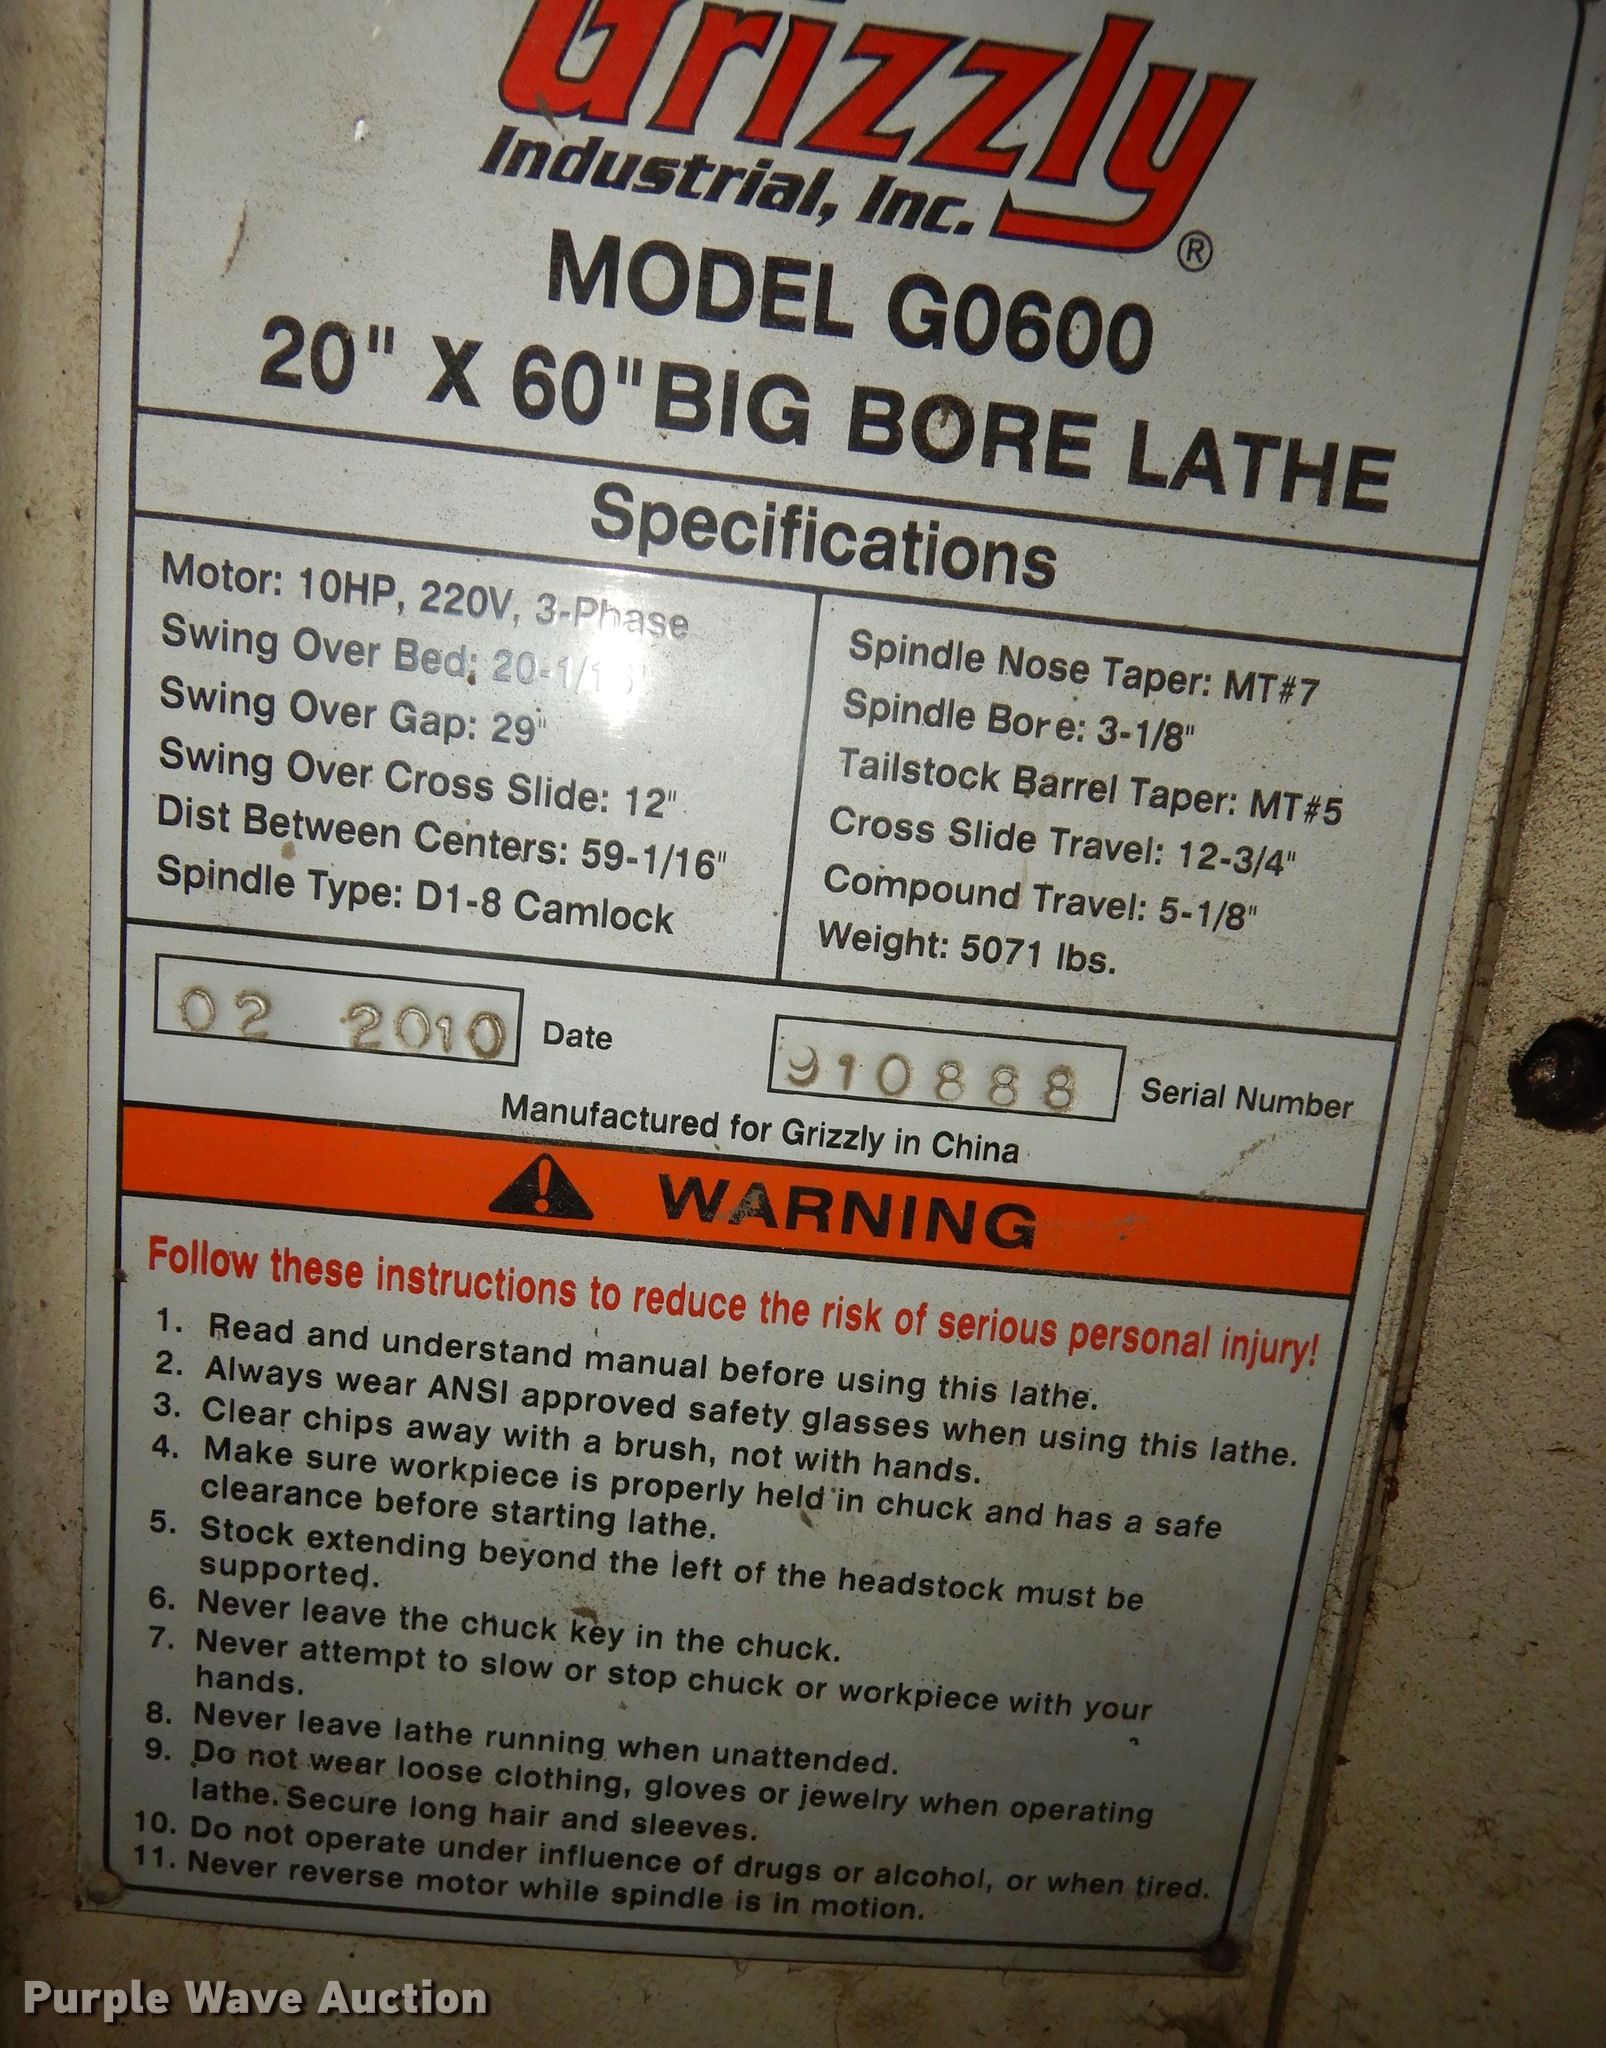 Grizzly
Industrial, Inc. ®
MODEL G0600
20" X 60" BIG BORE LATHE
Specifications
Motor: 10HP, 220V, 3-Phase
Swing Over Bed: 20-1/16"
Swing Over Gap: 29"
Swing Over Cross Slide: 12"
Dist Between Centers: 59-1/16"
Spindle Type: D1-8 Camlock
Spindle Nose Taper: MT#7
Spindle Bore: 3-1/8"
Tailstock Barrel Taper: MT#5
Cross Slide Travel: 12-3/4"
Compound Travel: 5-1/8"
Weight: 5071 lbs.
02 2010 Date
910888 Serial Number
Manufactured for Grizzly in China
WARNING
Follow these instructions to reduce the risk of serious personal injury!
1. Read and understand manual before using this lathe.
2. Always wear ANSI approved safety glasses when using this lathe.
3. Clear chips away with a brush, not with hands.
4. Make sure workpiece is properly held in chuck and has a safe
clearance before starting lathe.
5. Stock extending beyond the left of the headstock must be
supported.
6. Never leave the chuck key in the chuck.
7. Never attempt to slow or stop chuck or workpiece with your
hands.
8. Never leave lathe running when unattended.
9. Do not wear loose clothing, gloves or jewelry when operating
lathe. Secure long hair and sleeves.
10. Do not operate under influence of drugs or alcohol, or when tired.
11. Never reverse motor while spindle is in motion.
Purple Wave Auction